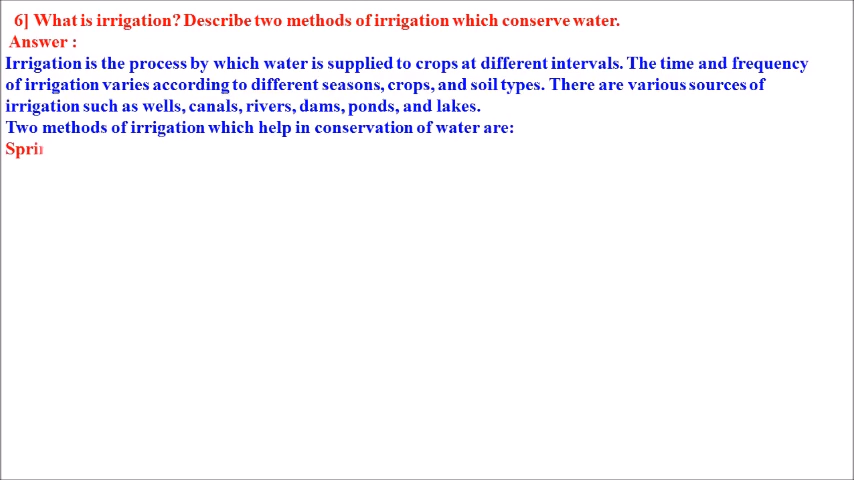 6] What is irrigation? Describe two methods of irrigation which conserve water.
Answer :
Irrigation is the process by which water is supplied to crops at different intervals. The time and frequency
of irrigation varies according to different seasons, crops, and soil types. There are various sources of
irrigation such as wells, canals, rivers, dams, ponds, and lakes.
Two methods of irrigation which help in conservation of water are:
Spri